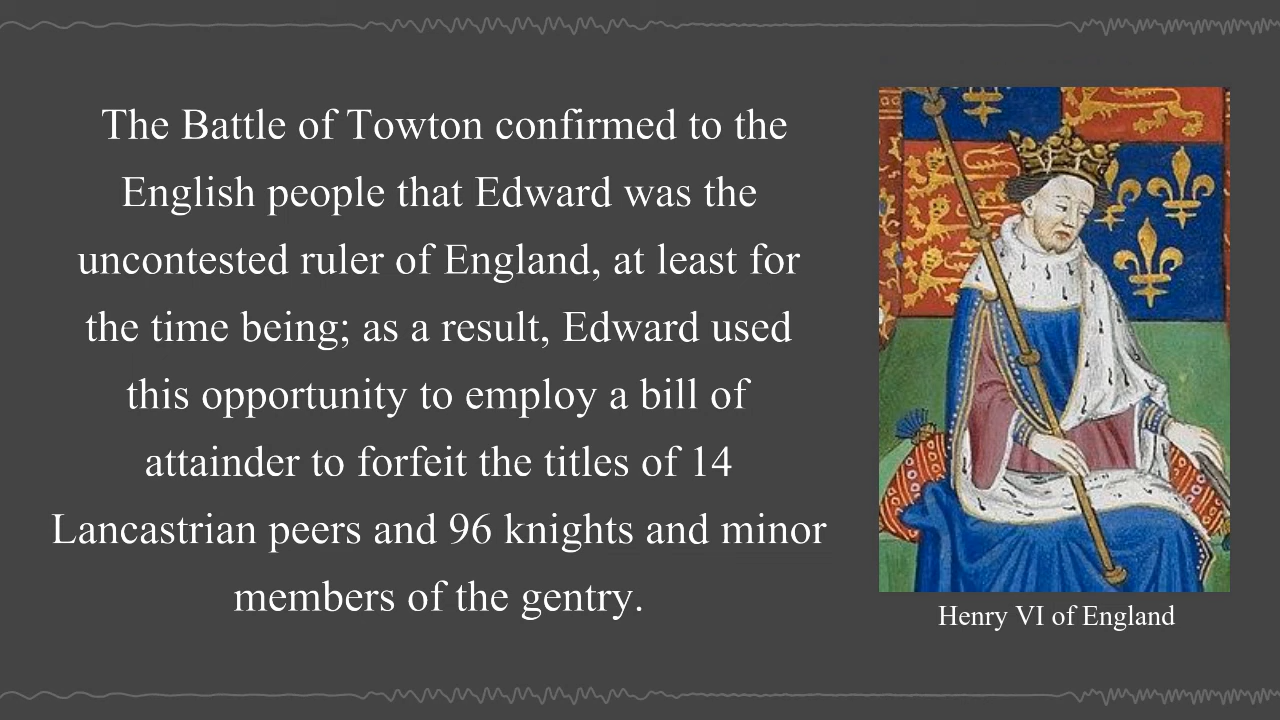 The Battle of Towton confirmed to the
English people that Edward was the
uncontested ruler of England, at least for
the time being; as a result, Edward used
this opportunity to employ a bill of
attainder to forfeit the titles of 14
Lancastrian peers and 96 knights and minor
members of the gentry.
Henry VI of England